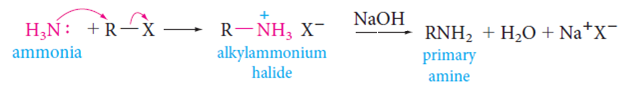 H₃N: + R—X ⟶ R—N⁺H₃ X⁻ NaOH ⟶ RNH₂ + H₂O + Na⁺X⁻
ammonia alkylammonium primary
halide amine